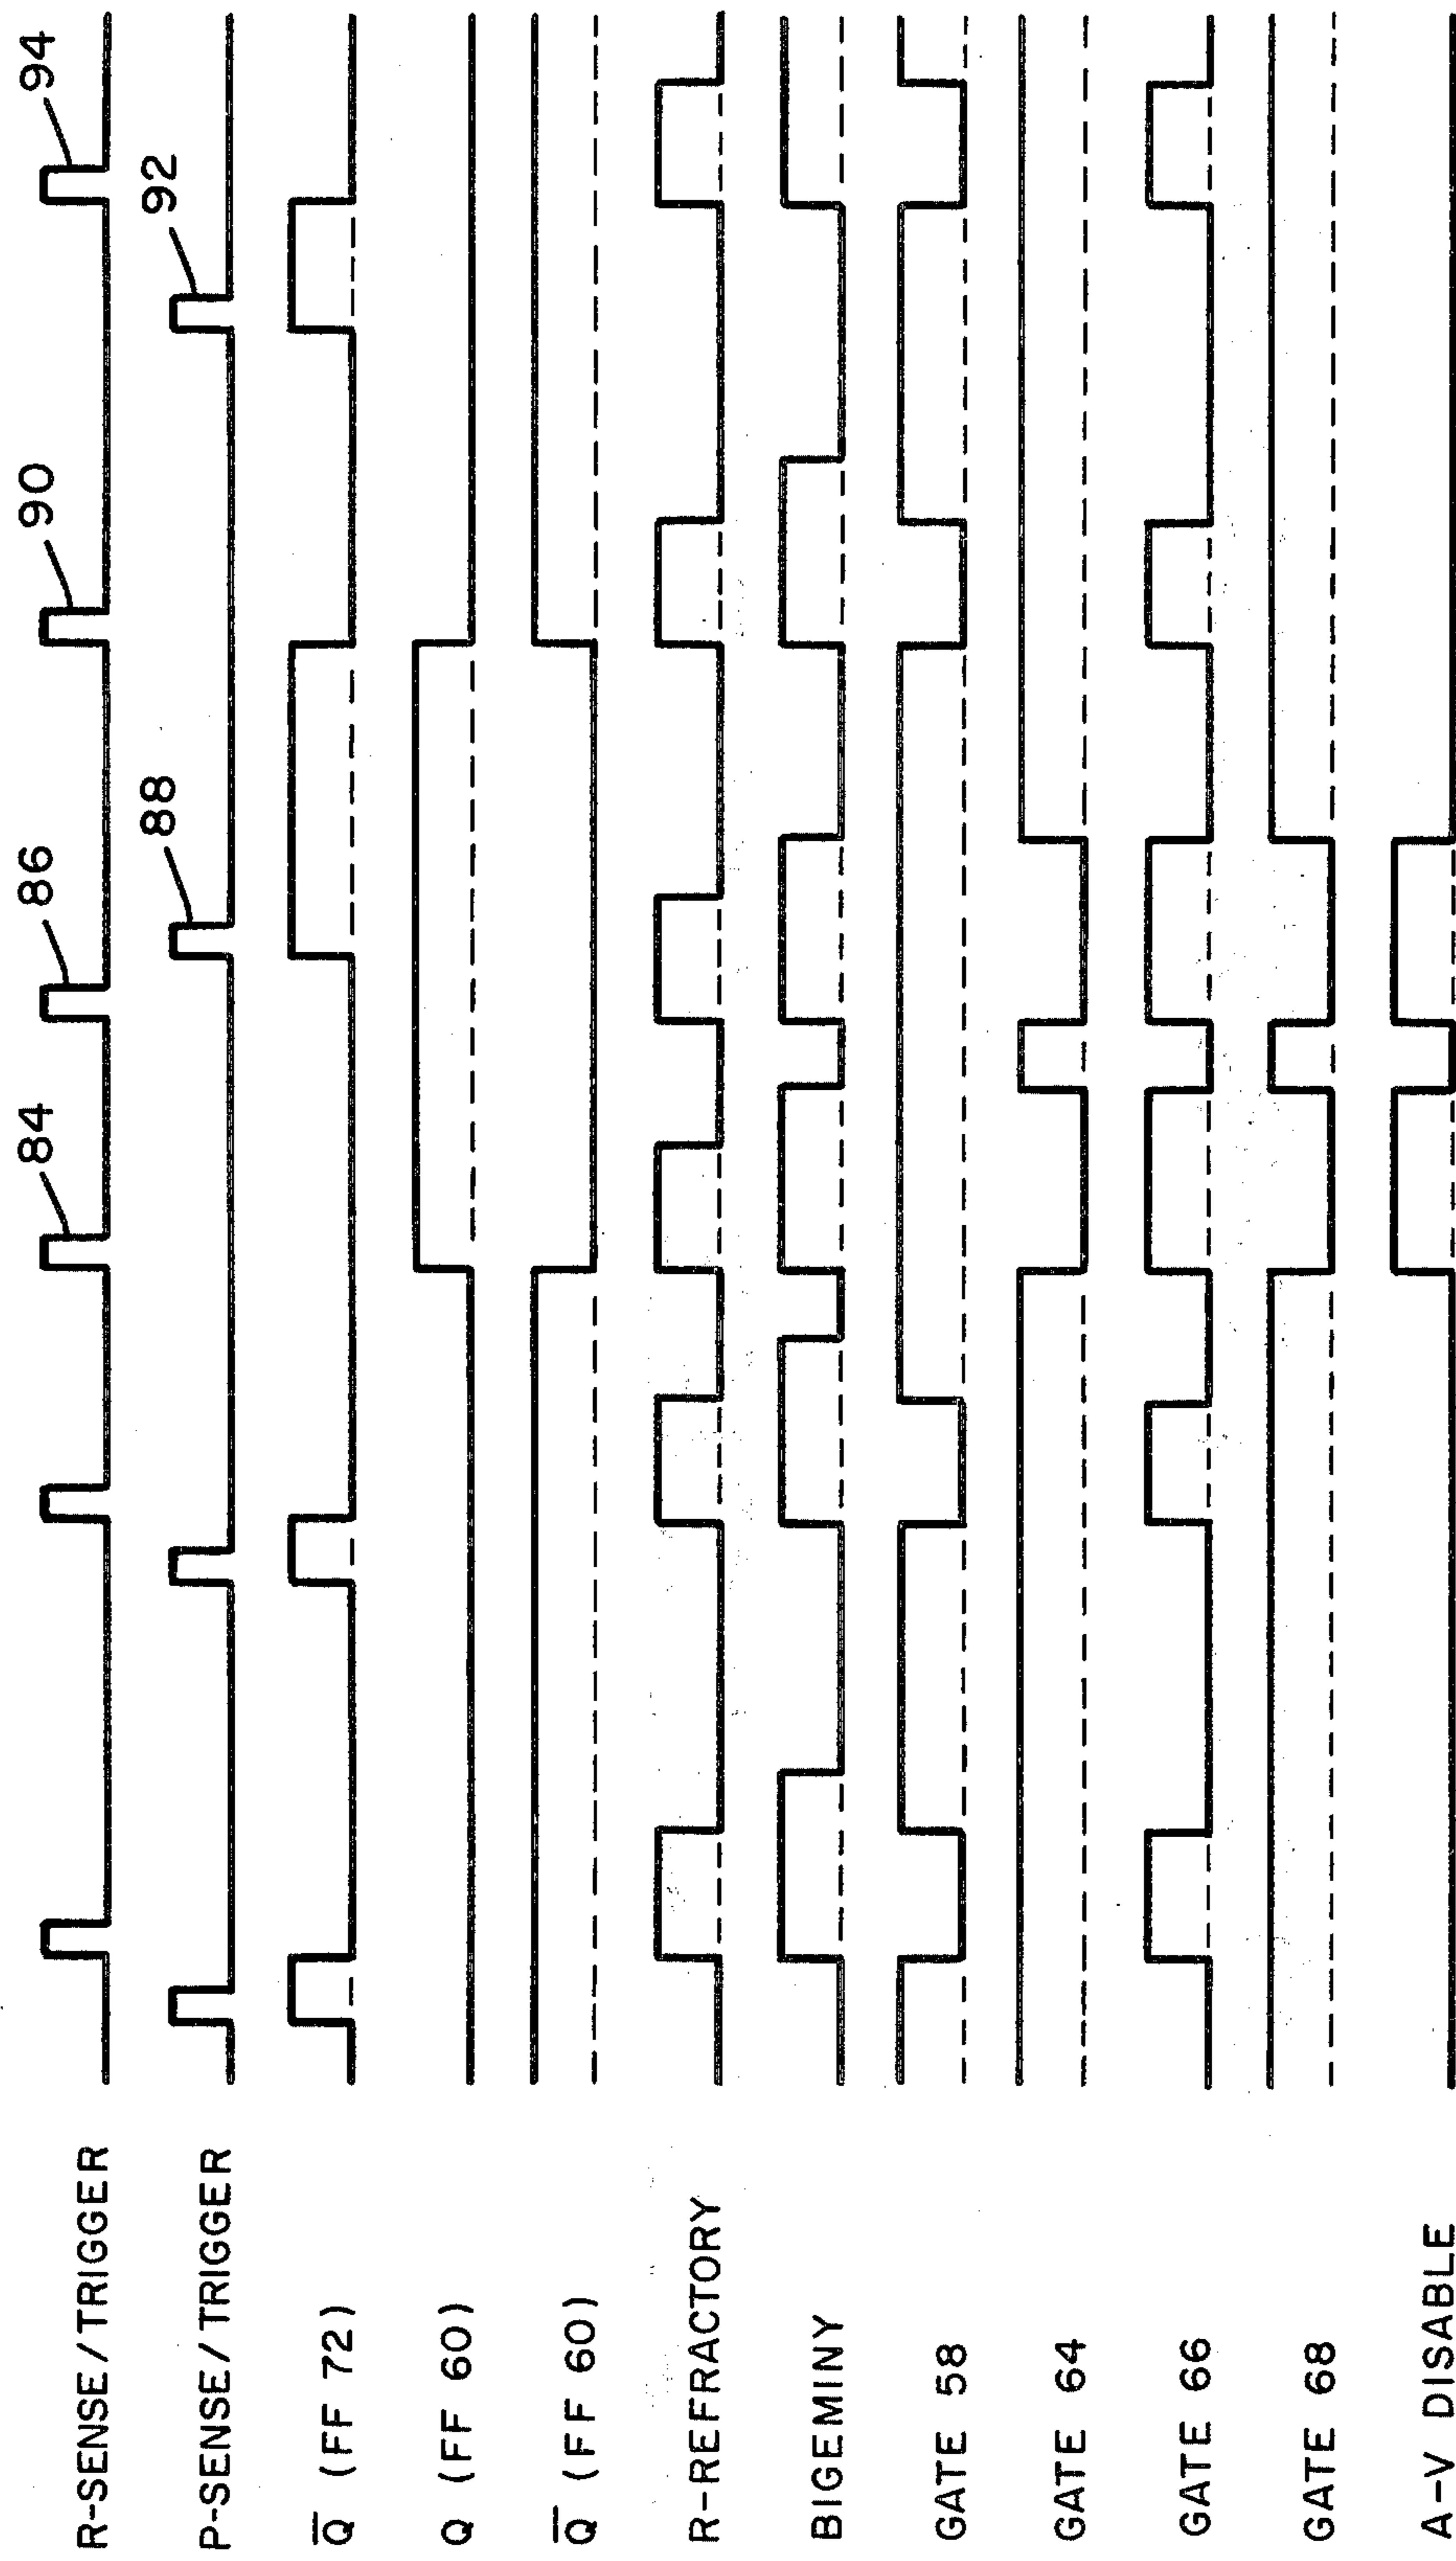 84
86
90
94
R-SENSE/TRIGGER
88
92
P-SENSE/TRIGGER
Q̅ (FF 72)
Q (FF 60)
Q̅ (FF 60)
R-REFRACTORY
BIGEMINY
GATE 58
GATE 64
GATE 66
GATE 68
A-V DISABLE